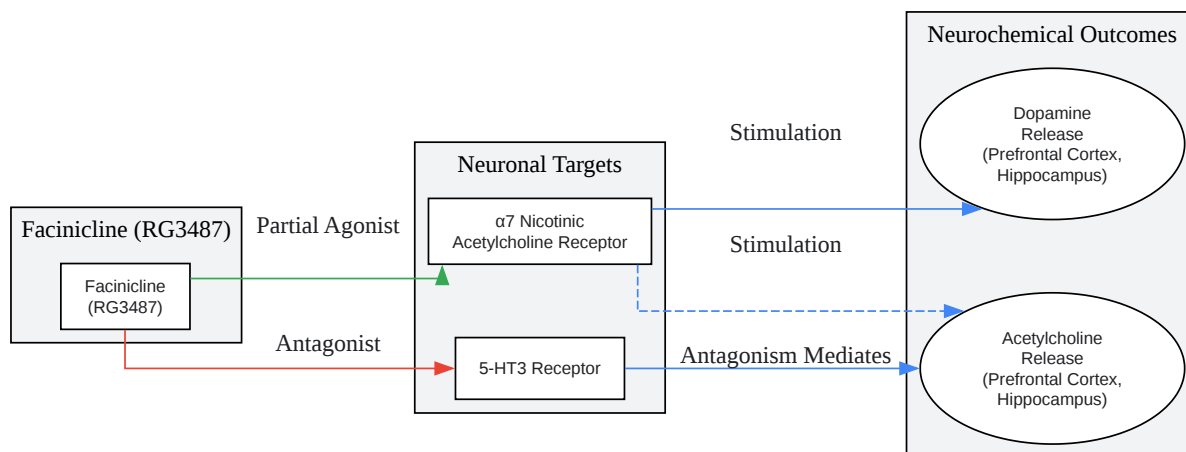 Facinicline (RG3487)
Facinicline
(RG3487)
Partial Agonist
Antagonist
Neuronal Targets
α7 Nicotinic
Acetylcholine Receptor
5-HT3 Receptor
Stimulation
Stimulation
Antagonism Mediates
Neurochemical Outcomes
Dopamine
Release
(Prefrontal Cortex,
Hippocampus)
Acetylcholine
Release
(Prefrontal Cortex,
Hippocampus)